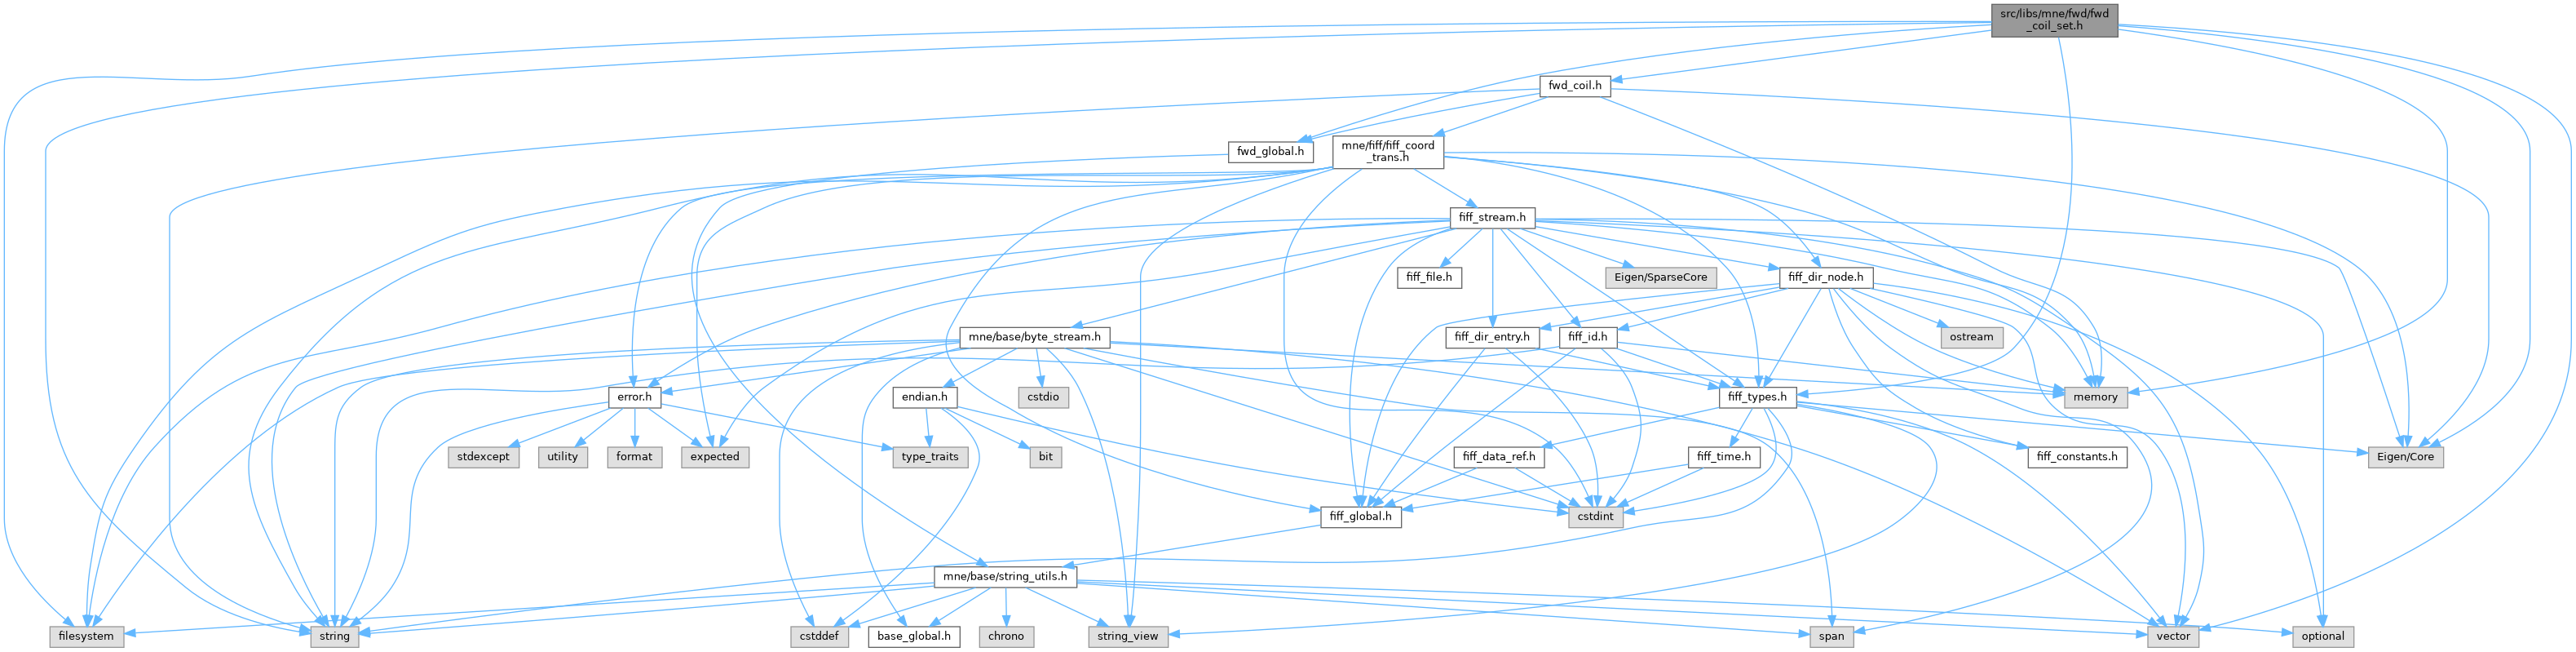 src/libs/mne/fwd/fwd
_coil_set.h
fwd_coil.h
fwd_global.h
mne/fiff/fiff_coord
_trans.h
fiff_stream.h
fiff_file.h
Eigen/SparseCore
fiff_dir_node.h
mne/base/byte_stream.h
fiff_dir_entry.h
fiff_id.h
ostream
error.h
endian.h
cstdio
fiff_types.h
memory
stdexcept
utility
format
expected
type_traits
bit
fiff_data_ref.h
fiff_time.h
fiff_constants.h
Eigen/Core
fiff_global.h
cstdint
mne/base/string_utils.h
filesystem
string
cstddef
base_global.h
chrono
string_view
span
vector
optional